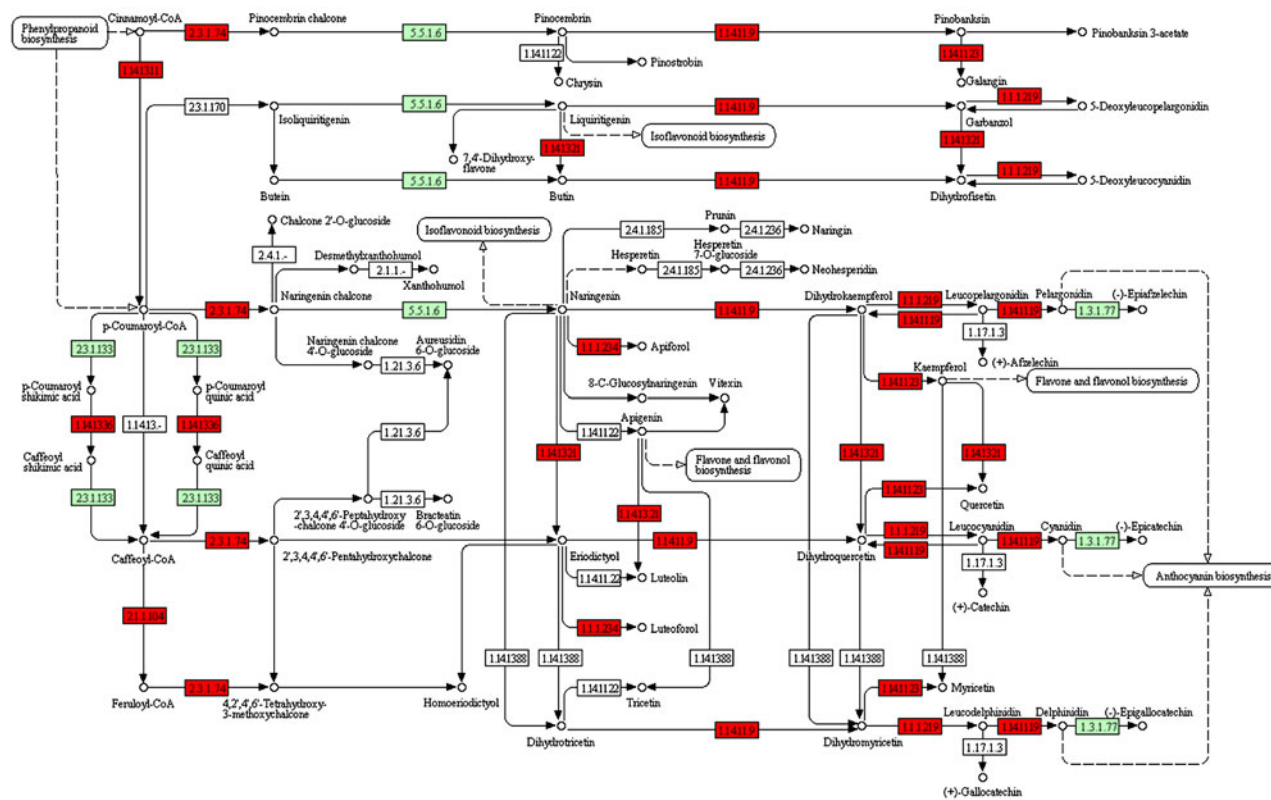 Phenylpropanoid
biosynthesis
Cinnamoyl-CoA
2.3.1.74
Pinocembrin chalcone
5.5.1.6
Pinocembrin
1.14.11.9
Pinobanksin
Pinobanksin 3-acetate
1.14.11.22
Pinostrobin
Chrysin
1.14.11.23
Galangin
1.14.13.11
2.3.1.170
Isoliquiritigenin
5.5.1.6
Liquiritigenin
1.14.11.9
Garbanzol
1.1.1.219
5-Deoxyleucopelargonidin
Isoflavonoid biosynthesis
7,4'-Dihydroxy-
flavone
1.14.13.21
1.14.13.21
Butein
5.5.1.6
Butin
1.14.11.9
Dihydrofisetin
1.1.1.219
5-Deoxyleucocyanidin
Chalcone 2'-O-glucoside
2.4.1.-
Isoflavonoid biosynthesis
Desmethylxanthohumol
2.1.1.-
Xanthohumol
2.4.1.185
Prunin
2.4.1.236
Naringin
Hesperetin
2.4.1.185
Hesperetin
7-O-glucoside
2.4.1.236
Neohesperidin
p-Coumaroyl-CoA
2.3.1.74
Naringenin chalcone
5.5.1.6
Naringenin
1.14.11.9
Dihydrokaempferol
1.1.1.219
1.14.11.19
Leucopelargonidin
1.14.11.19
Pelargonidin
1.3.1.77
(-)-Epiafzelechin
1.17.1.3
(+)-Afzelechin
2.3.1.133
2.3.1.133
Naringenin chalcone
4'-O-glucoside
1.21.3.6
Aureusidin
6-O-glucoside
1.1.1.234
Apiforol
1.14.11.23
Kaempferol
Flavone and flavonol biosynthesis
p-Coumaroyl
shikimic acid
p-Coumaroyl
quinic acid
8-C-Glucosylnaringenin
Vitexin
1.14.13.36
1.14.13.-
1.14.13.36
1.21.3.6
1.14.11.22
Apigenin
1.14.13.21
1.14.13.21
1.14.13.21
Caffeoyl
shikimic acid
Caffeoyl
quinic acid
Flavone and flavonol
biosynthesis
2.3.1.133
2.3.1.133
2',3,4,4',6'-Peptahydroxy
-chalcone 4'-O-glucoside
1.21.3.6
Bracteatin
6-O-glucoside
1.14.13.21
1.14.11.23
Quercetin
Caffeoyl-CoA
2.3.1.74
2',3,4,4',6'-Pentahydroxychalcone
Eriodictyol
1.14.11.9
Dihydroquercetin
1.1.1.219
1.14.11.19
Leucocyanidin
1.14.11.19
Cyanidin
1.3.1.77
(-)-Epicatechin
1.14.11.22
Luteolin
1.17.1.3
(+)-Catechin
Anthocyanin biosynthesis
2.1.1.104
1.1.1.234
Luteoforol
1.14.13.88
1.14.13.88
1.14.13.88
1.14.13.88
1.14.13.88
1.14.13.88
Feruloyl-CoA
2.3.1.74
4,2',4',6'-Tetrahydroxy-
3-methoxychalcone
Homoeriodictyol
1.14.11.22
Tricetin
1.14.11.23
Myricetin
Dihydrotricetin
1.14.11.9
Dihydromyricetin
1.1.1.219
Leucodelphinidin
1.14.11.19
Delphinidin
1.3.1.77
(-)-Epigallocatechin
1.17.1.3
(+)-Gallocatechin